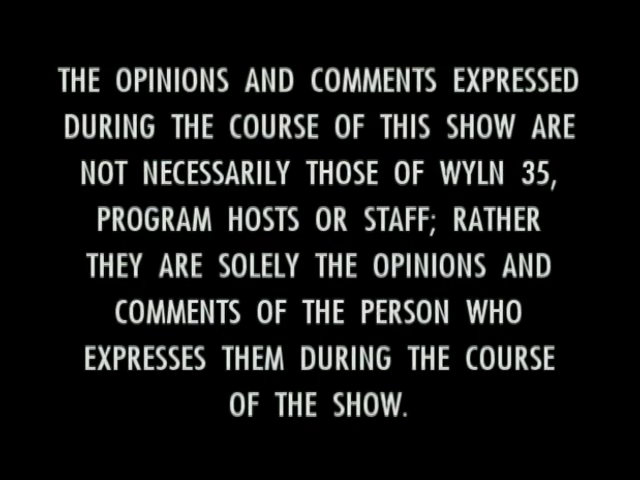 THE OPINIONS AND COMMENTS EXPRESSED
DURING THE COURSE OF THIS SHOW ARE
NOT NECESSARILY THOSE OF WYLN 35,
PROGRAM HOSTS OR STAFF; RATHER
THEY ARE SOLELY THE OPINIONS AND
COMMENTS OF THE PERSON WHO
EXPRESSES THEM DURING THE COURSE
OF THE SHOW.